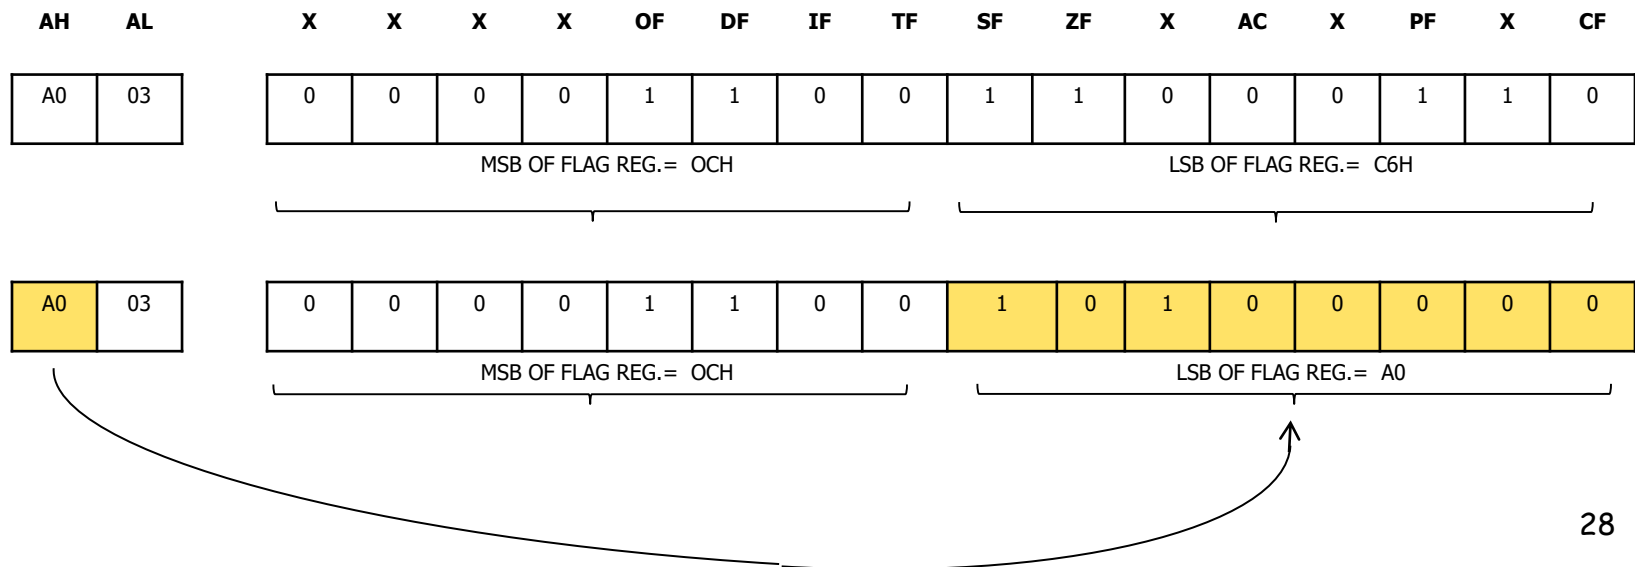 AH AL X X X X OF DF IF TF SF ZF X AC X PF X CF
A0 03 0 0 0 0 1 1 0 0 1 1 0 0 0 1 1 0
MSB OF FLAG REG.= OCH LSB OF FLAG REG.= C6H
A0 03 0 0 0 0 1 1 0 0 1 0 1 0 0 0 0 0
MSB OF FLAG REG.= OCH LSB OF FLAG REG.= A0
28